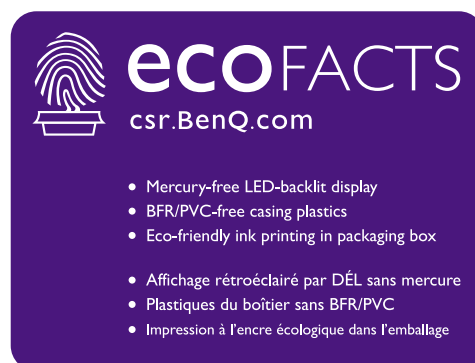 ecoFACTS
csr.BenQ.com
• Mercury-free LED-backlit display
• BFR/PVC-free casing plastics
• Eco-friendly ink printing in packaging box
• Affichage rétroéclairé par DÉL sans mercure
• Plastiques du boîtier sans BFR/PVC
• Impression à l'encre écologique dans l'emballage